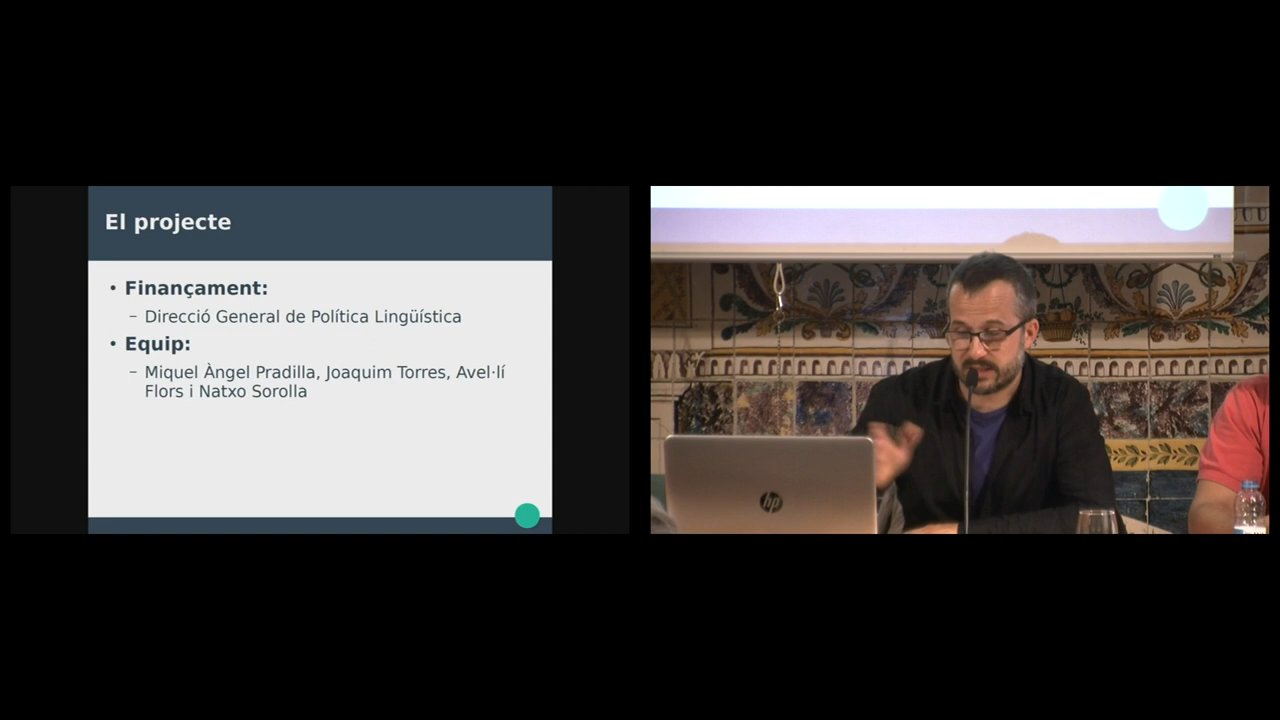 El projecte
• Finançament:
– Direcció General de Política Lingüística
• Equip:
– Miquel Àngel Pradilla, Joaquim Torres, Avel·lí
Flors i Natxo Sorolla
hp